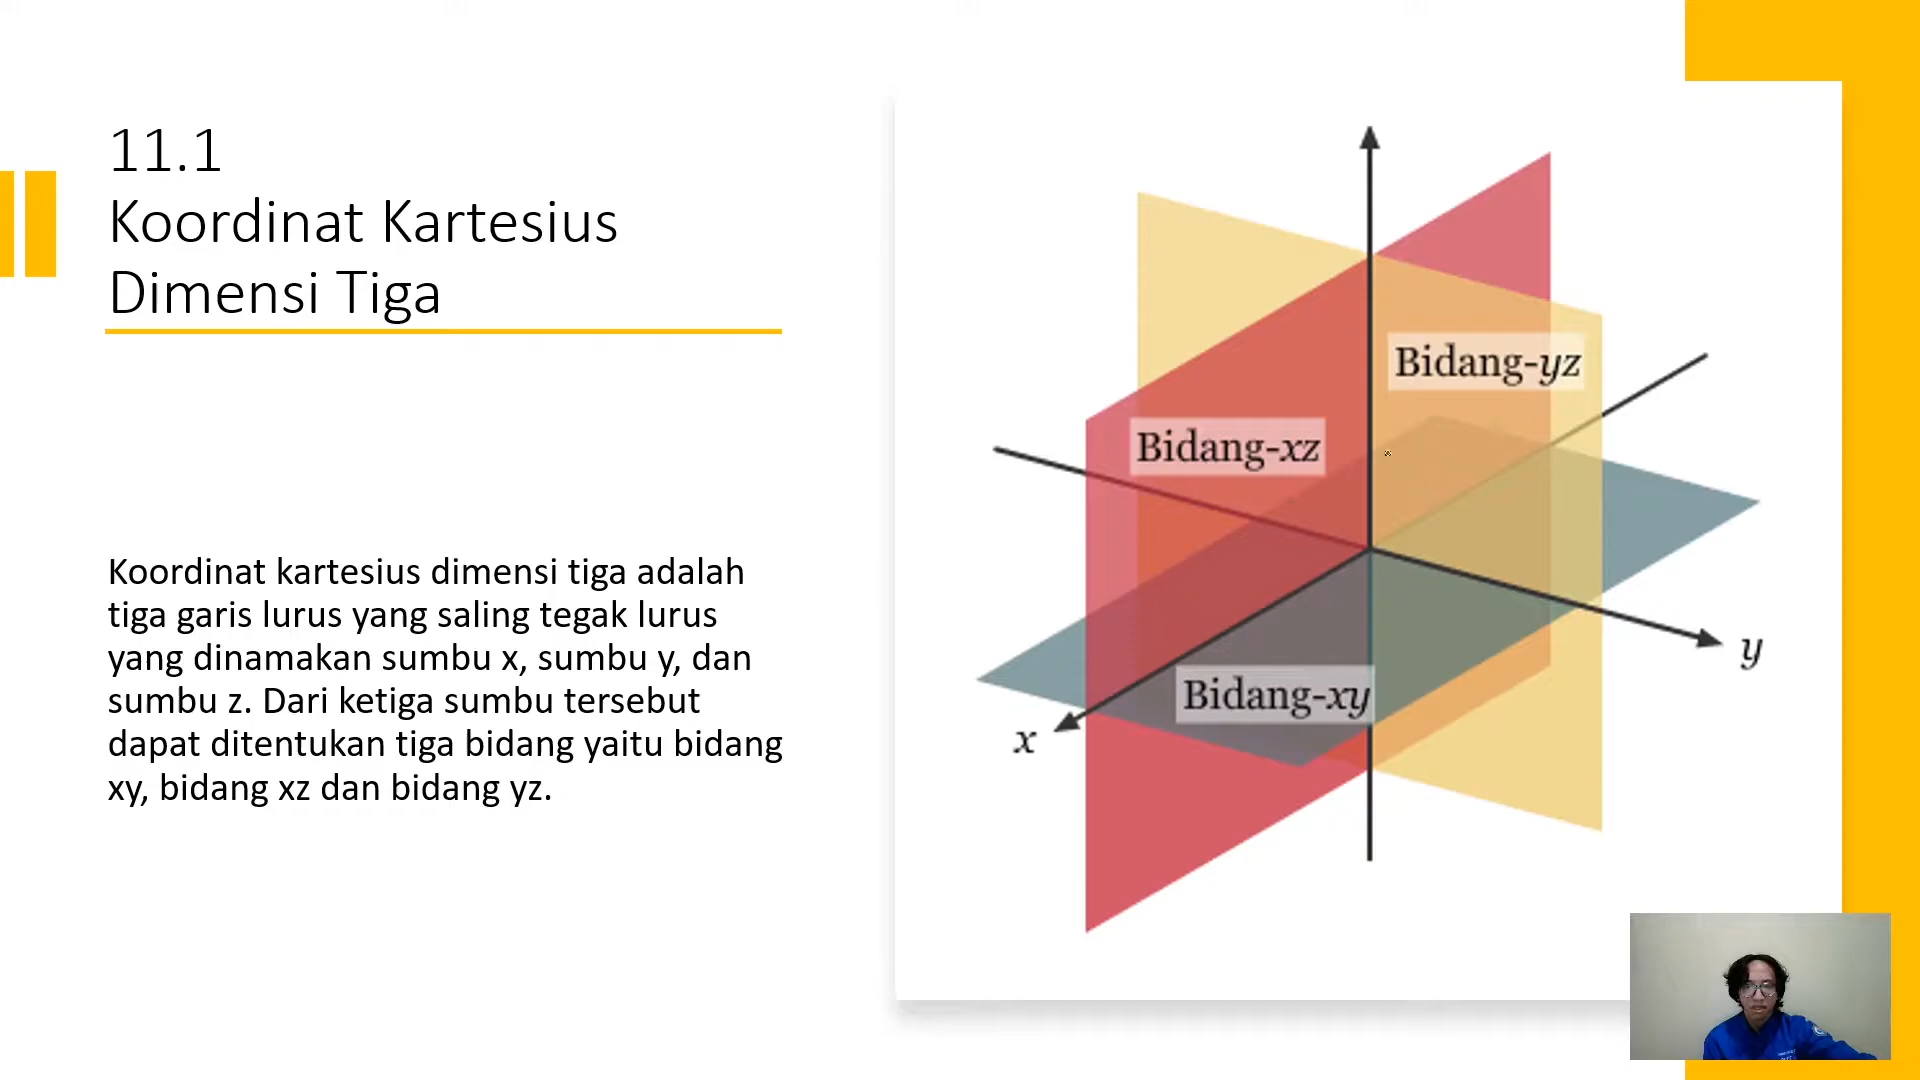 11.1
Koordinat Kartesius
Dimensi Tiga
Koordinat kartesius dimensi tiga adalah
tiga garis lurus yang saling tegak lurus
yang dinamakan sumbu x, sumbu y, dan
sumbu z. Dari ketiga sumbu tersebut
dapat ditentukan tiga bidang yaitu bidang
xy, bidang xz dan bidang yz.
Bidang-yz
Bidang-xz
Bidang-xy
y
x